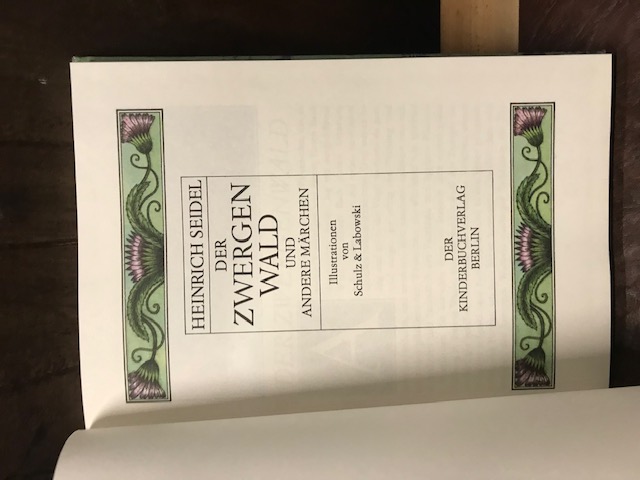 HEINRICH SEIDEL
DER
ZWERGEN
WALD
UND
ANDERE MÄRCHEN
Illustrationen
von
Schulz & Labowski
DER
KINDERBUCHVERLAG
BERLIN